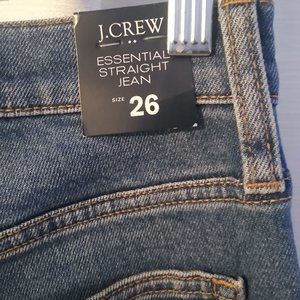 J.CREW
ESSENTIAL
STRAIGHT
JEAN
SIZE 26